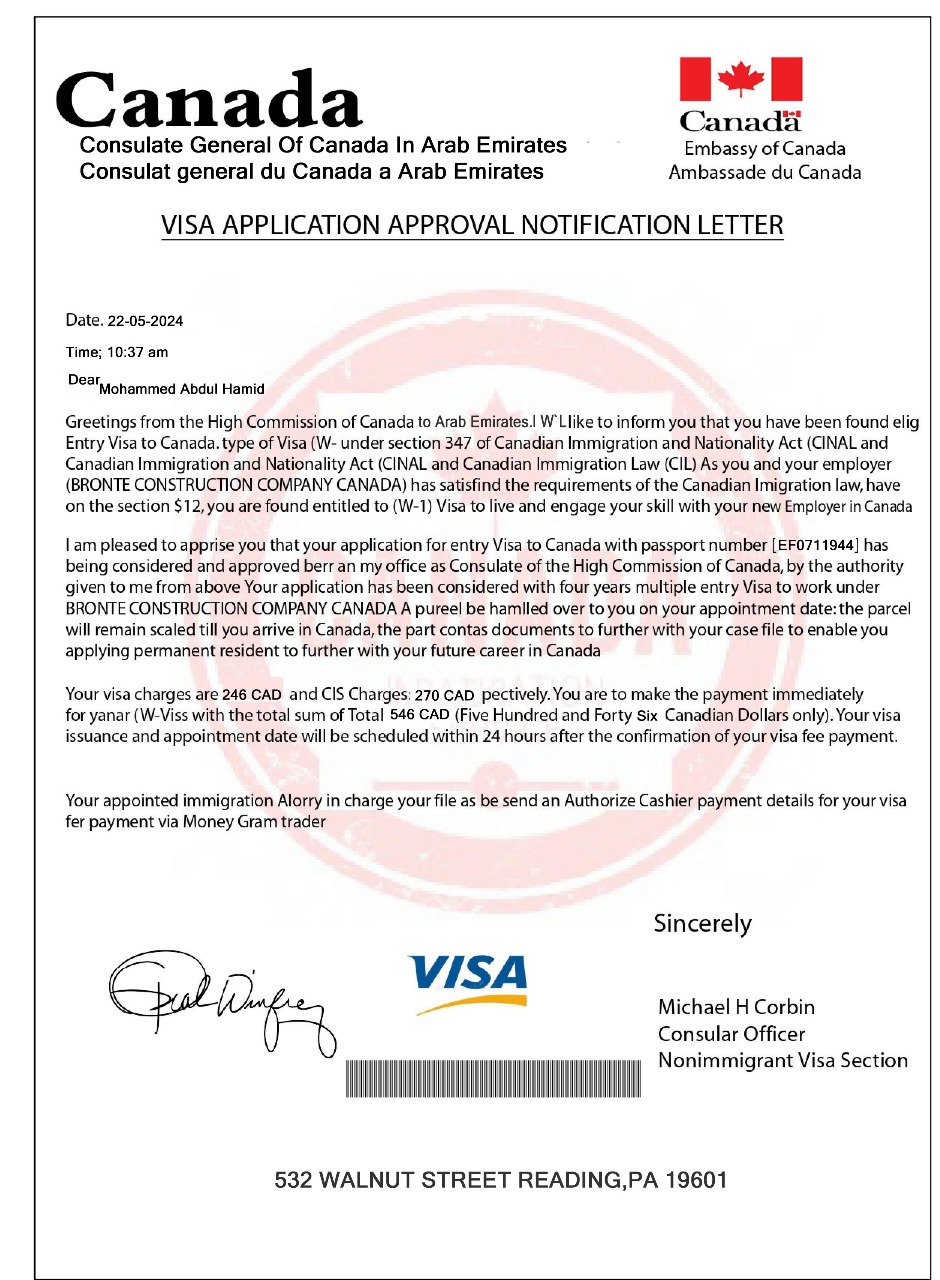 Canada
Consulate General Of Canada In Arab Emirates
Consulat general du Canada a Arab Emirates
Canada
Embassy of Canada
Ambassade du Canada
VISA APPLICATION APPROVAL NOTIFICATION LETTER
Date. 22-05-2024
Time; 10:37 am
Dear Mohammed Abdul Hamid
Greetings from the High Commission of Canada to Arab Emirates.I W`L like to inform you that you have been found elig
Entry Visa to Canada. type of Visa (W- under section 347 of Canadian Immigration and Nationality Act (CINAL and
Canadian Immigration and Nationality Act (CINAL and Canadian Immigration Law (CIL) As you and your employer
(BRONTE CONSTRUCTION COMPANY CANADA) has satisfind the requirements of the Canadian Imigration law, have
on the section $12, you are found entitled to (W-1) Visa to live and engage your skill with your new Employer in Canada
I am pleased to apprise you that your application for entry Visa to Canada with passport number [EF0711944] has
being considered and approved berr an my office as Consulate of the High Commission of Canada, by the authority
given to me from above Your application has been considered with four years multiple entry Visa to work under
BRONTE CONSTRUCTION COMPANY CANADA A pureel be hamlled over to you on your appointment date: the parcel
will remain scaled till you arrive in Canada, the part contas documents to further with your case file to enable you
applying permanent resident to further with your future career in Canada
Your visa charges are 246 CAD and CIS Charges: 270 CAD pectively. You are to make the payment immediately
for yanar (W-Viss with the total sum of Total 546 CAD (Five Hundred and Forty Six Canadian Dollars only). Your visa
issuance and appointment date will be scheduled within 24 hours after the confirmation of your visa fee payment.
Your appointed immigration Alorry in charge your file as be send an Authorize Cashier payment details for your visa
fer payment via Money Gram trader
CANADA
Sincerely
VISA
Michael H Corbin
Consular Officer
Nonimmigrant Visa Section
532 WALNUT STREET READING,PA 19601